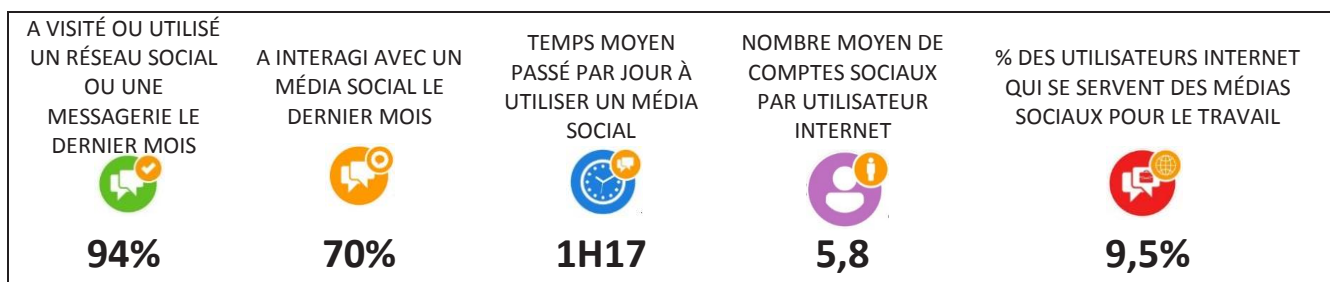 A VISITÉ OU UTILISÉ
UN RÉSEAU SOCIAL
OU UNE
MESSAGERIE LE
DERNIER MOIS
94%
A INTERAGI AVEC UN
MÉDIA SOCIAL LE
DERNIER MOIS
70%
TEMPS MOYEN
PASSÉ PAR JOUR À
UTILISER UN MÉDIA
SOCIAL
1H17
NOMBRE MOYEN DE
COMPTES SOCIAUX
PAR UTILISATEUR
INTERNET
5,8
% DES UTILISATEURS INTERNET
QUI SE SERVENT DES MÉDIAS
SOCIAUX POUR LE TRAVAIL
9,5%